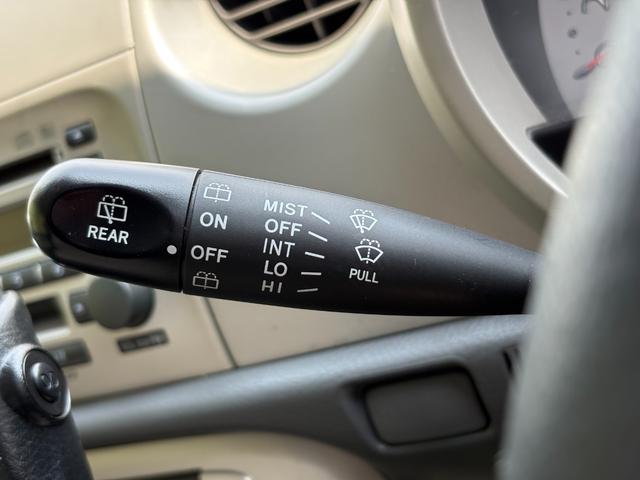 REAR
ON
OFF
MIST
OFF
INT
LO
HI
PULL